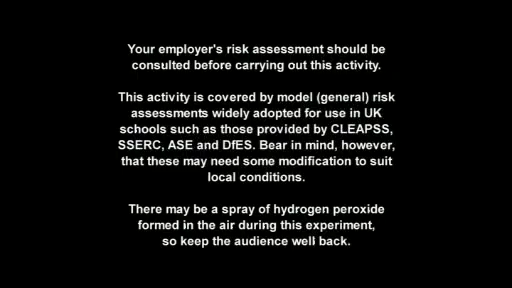 Your employer's risk assessment should be
consulted before carrying out this activity.
This activity is covered by model (general) risk
assessments widely adopted for use in UK
schools such as those provided by CLEAPSS,
SSERC, ASE and DfES. Bear in mind, however,
that these may need some modification to suit
local conditions.
There may be a spray of hydrogen peroxide
formed in the air during this experiment,
so keep the audience well back.